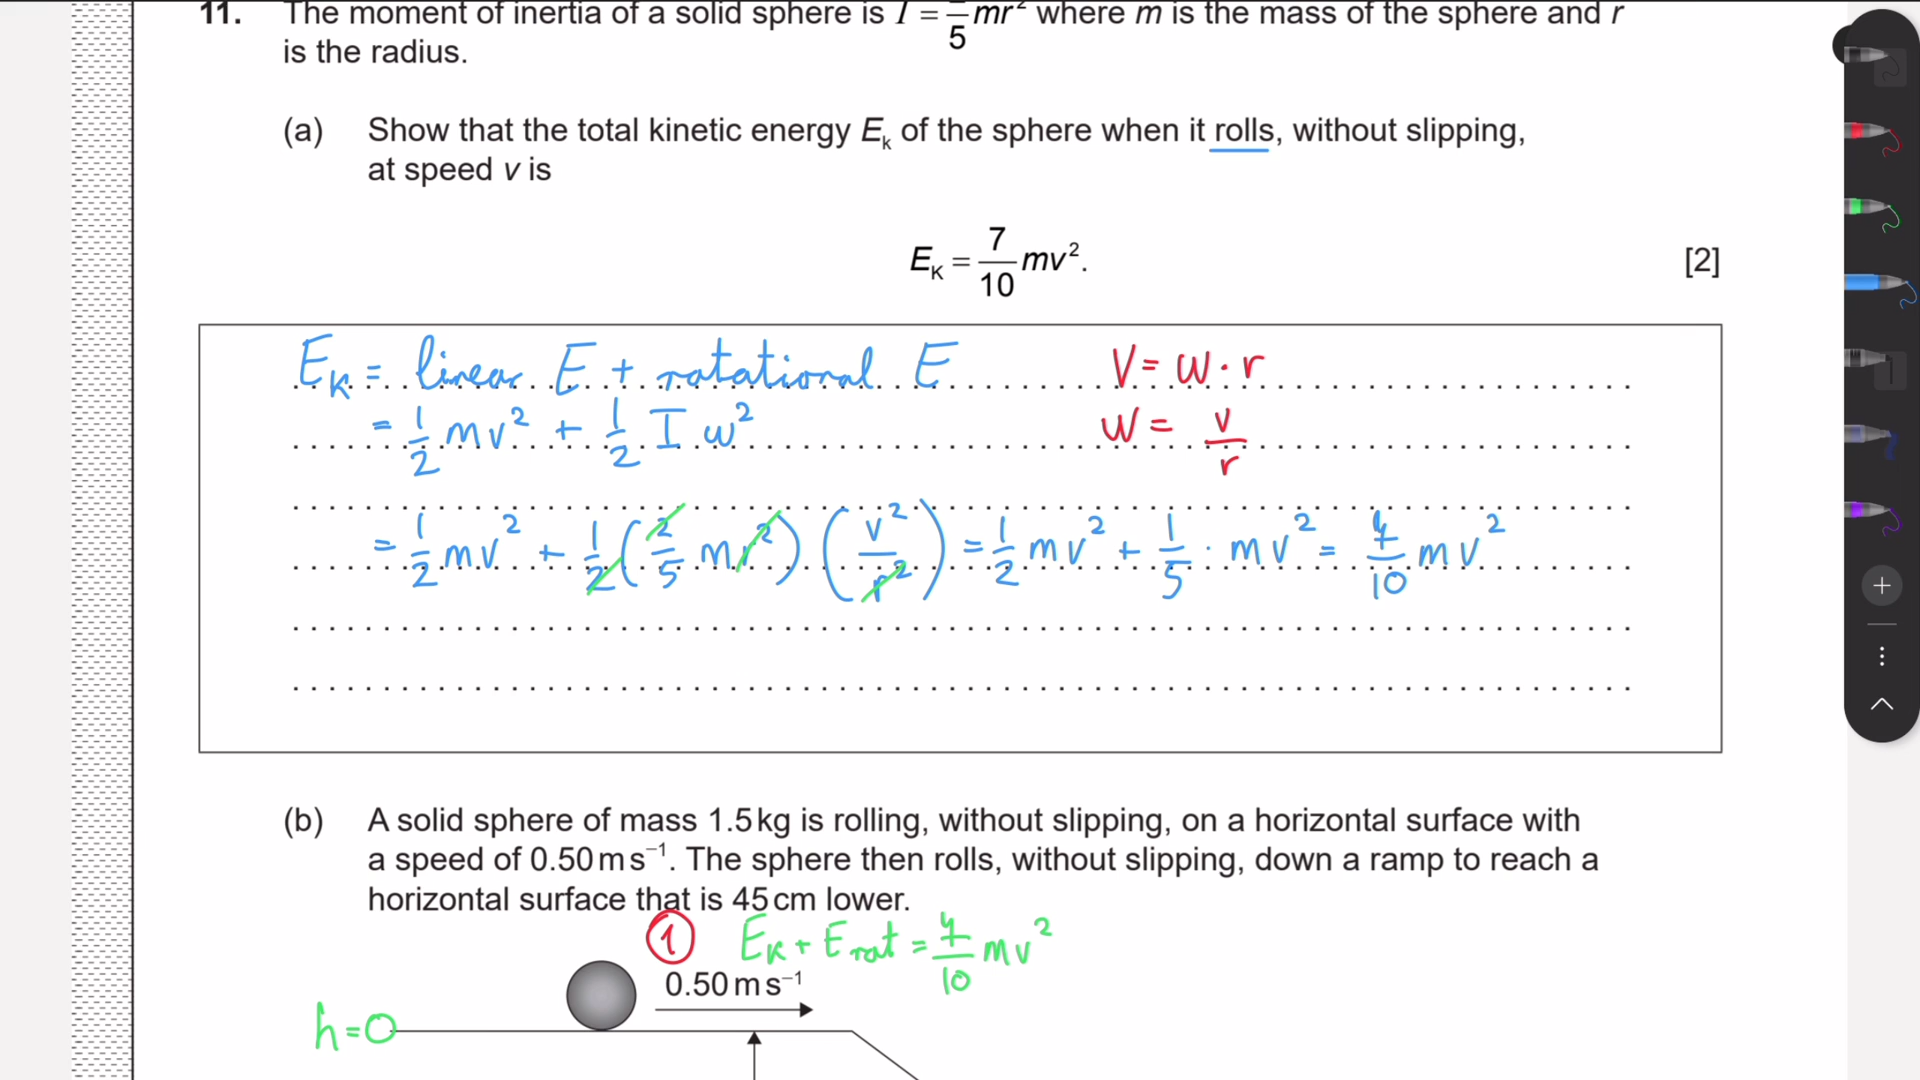 11. The moment of inertia of a solid sphere is I = —/5 mr² where m is the mass of the sphere and r
is the radius.
(a) Show that the total kinetic energy Eₖ of the sphere when it rolls, without slipping,
at speed v is
E_K = 7/10 mv². [2]
E_K = linear E + rotational E
V = w · r
= 1/2 mv² + 1/2 I w²
w = v/r
= 1/2 mv² + 1/2 (2/5 mr²) (v²/r²) = 1/2 mv² + 1/5 · mv² = 7/10 mv²
(b) A solid sphere of mass 1.5 kg is rolling, without slipping, on a horizontal surface with
a speed of 0.50 m s⁻¹. The sphere then rolls, without slipping, down a ramp to reach a
horizontal surface that is 45 cm lower.
① E_K + E_rot = 7/10 mv²
0.50 m s⁻¹
h=0